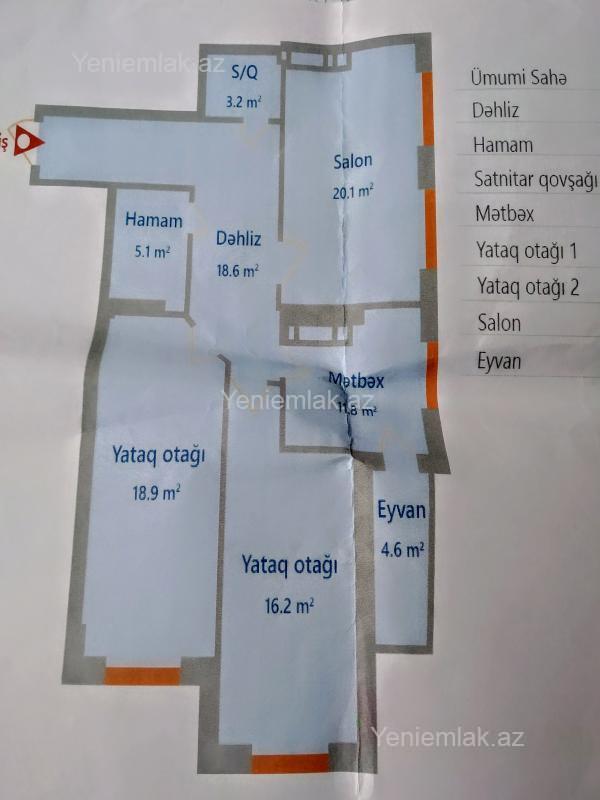 Yeniemlak.az
S/Q
3.2 m²
Salon
20.1 m²
iş
Hamam
5.1 m²
Dəhliz
18.6 m²
Mətbəx
11.8 m²
Yeniemlak.az
Yataq otağı
18.9 m²
Eyvan
4.6 m²
Yataq otağı
16.2 m²
Yeniemlak.az
Ümumi Sahə
Dəhliz
Hamam
Satnitar qovşağı
Mətbəx
Yataq otağı 1
Yataq otağı 2
Salon
Eyvan